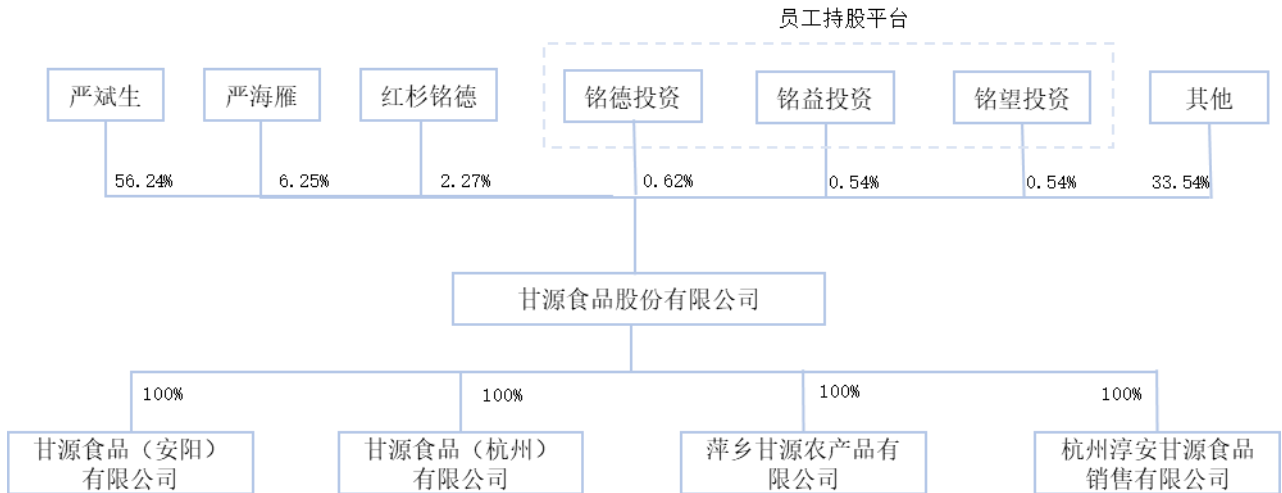 员工持股平台
严斌生
严海雁
红杉铭德
铭德投资
铭益投资
铭望投资
其他
56.24%
6.25%
2.27%
0.62%
0.54%
0.54%
33.54%
甘源食品股份有限公司
100%
100%
100%
100%
甘源食品（安阳）
有限公司
甘源食品（杭州）
有限公司
萍乡甘源农产品有
限公司
杭州淳安甘源食品
销售有限公司